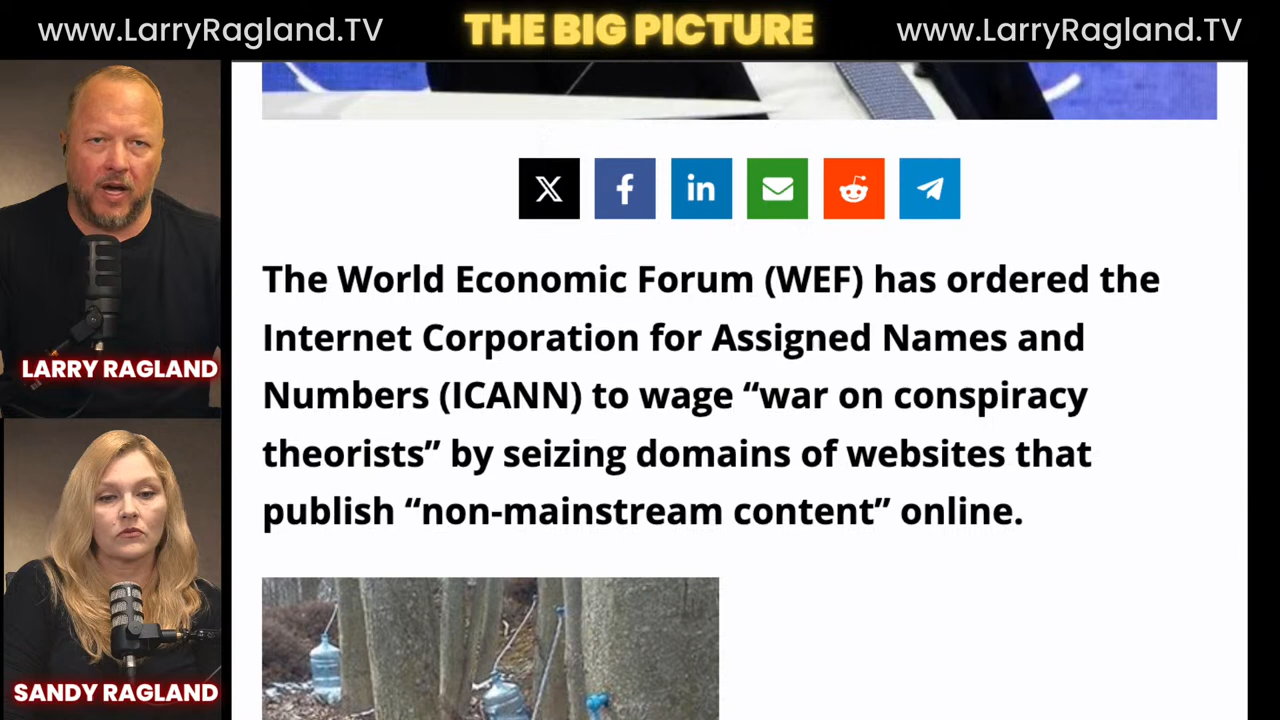 www.LarryRagland.TV
THE BIG PICTURE
www.LarryRagland.TV
LARRY RAGLAND
SANDY RAGLAND
X
f
in
The World Economic Forum (WEF) has ordered the
Internet Corporation for Assigned Names and
Numbers (ICANN) to wage “war on conspiracy
theorists” by seizing domains of websites that
publish “non-mainstream content” online.